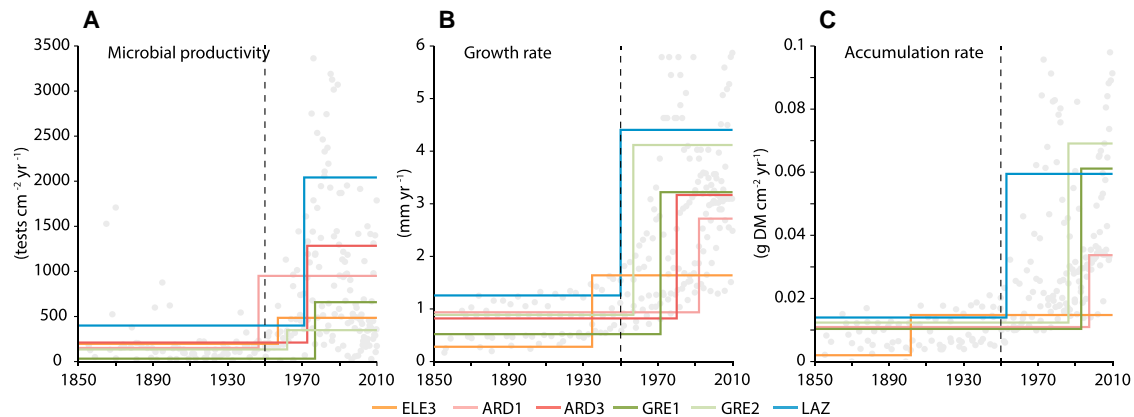 A
Microbial productivity
(tests cm -2 yr -1)
3500
3000
2500
2000
1500
1000
500
0
1850 1890 1930 1970 2010
B
Growth rate
(mm yr -1)
6
5
4
3
2
1
0
1850 1890 1930 1970 2010
C
Accumulation rate
(g DM cm -2 yr -1)
0.1
0.08
0.06
0.04
0.02
0
1850 1890 1930 1970 2010
ELE3 ARD1 ARD3 GRE1 GRE2 LAZ